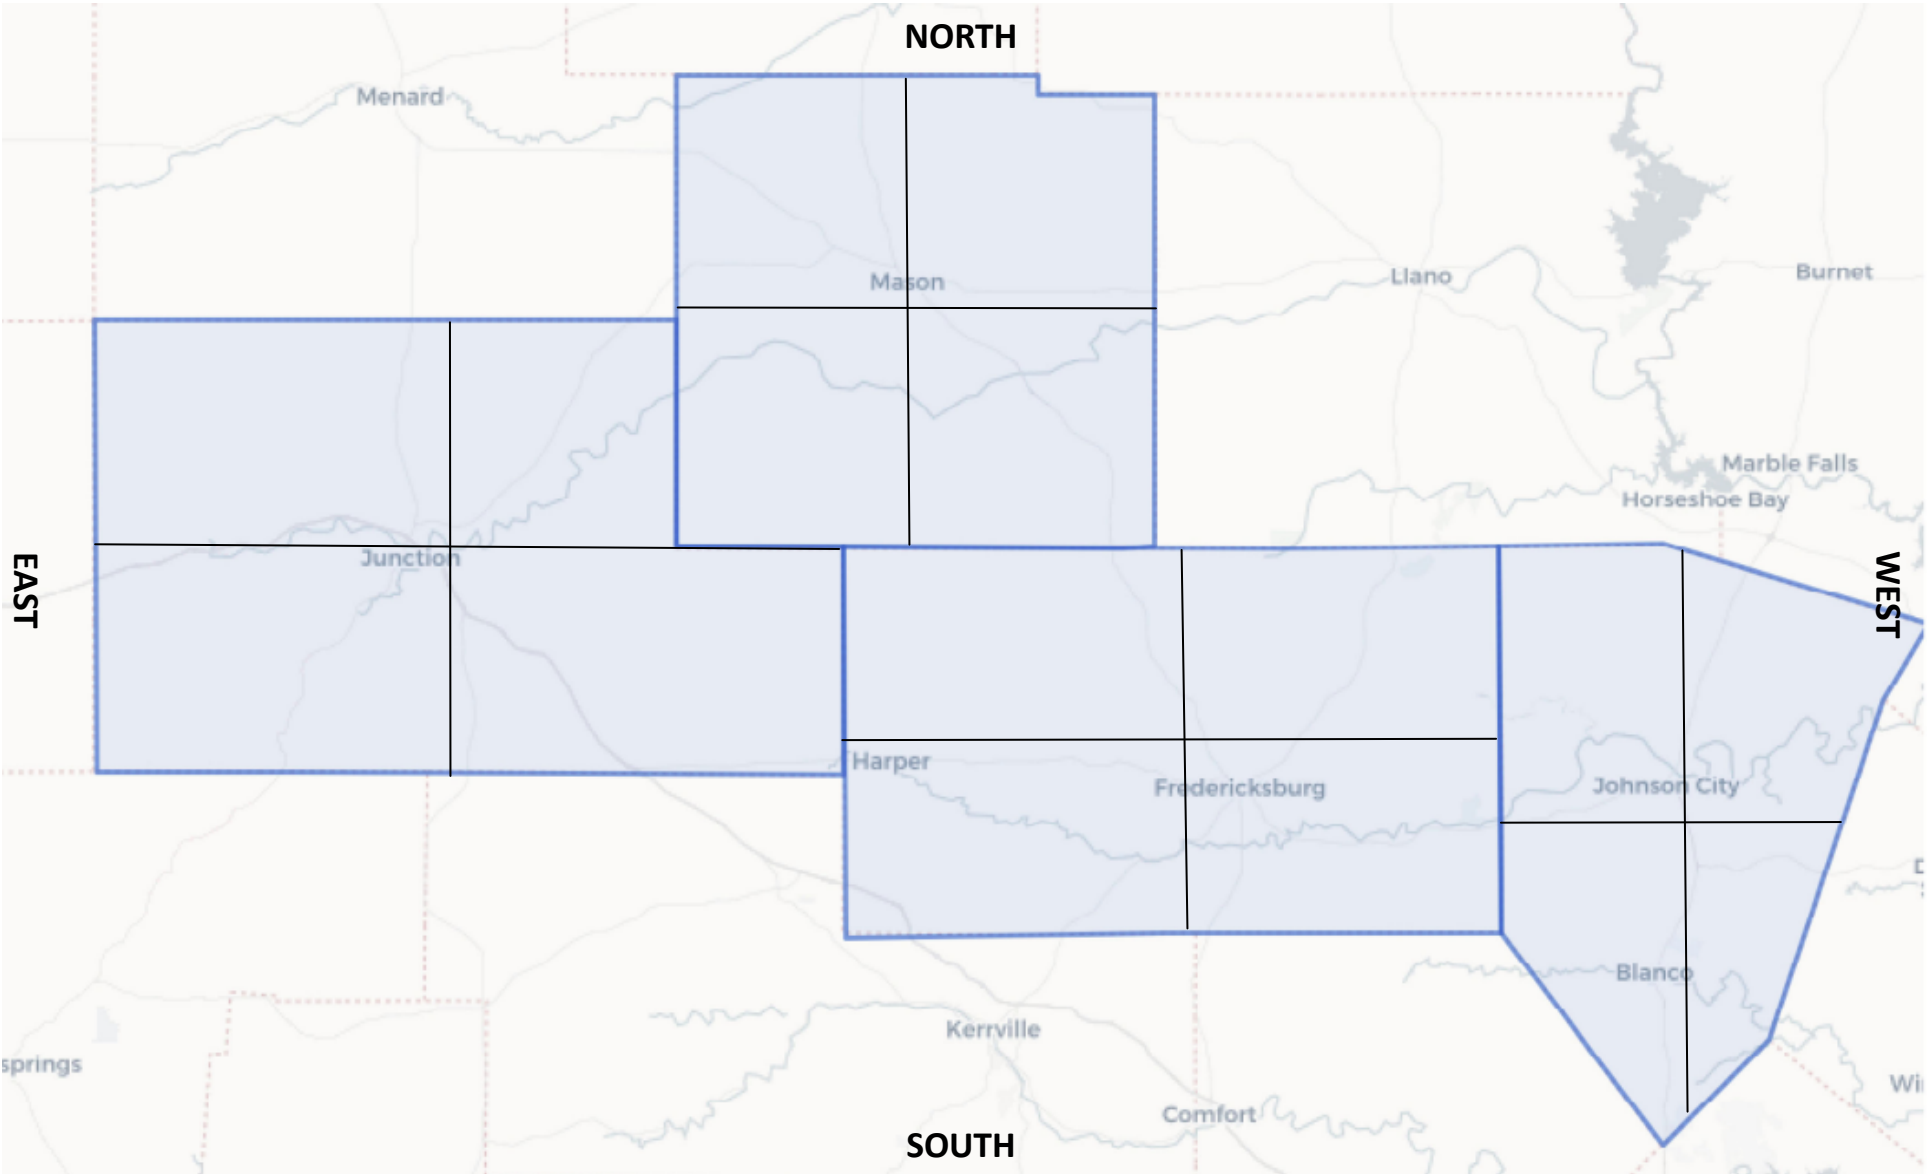 NORTH
Menard
Mason
Llano
Burnet
Marble Falls
Horseshoe Bay
Junction
EAST
WEST
Harper
Fredericksburg
Johnson City
Blanco
Kerrville
springs
Comfort
SOUTH
D
Wi